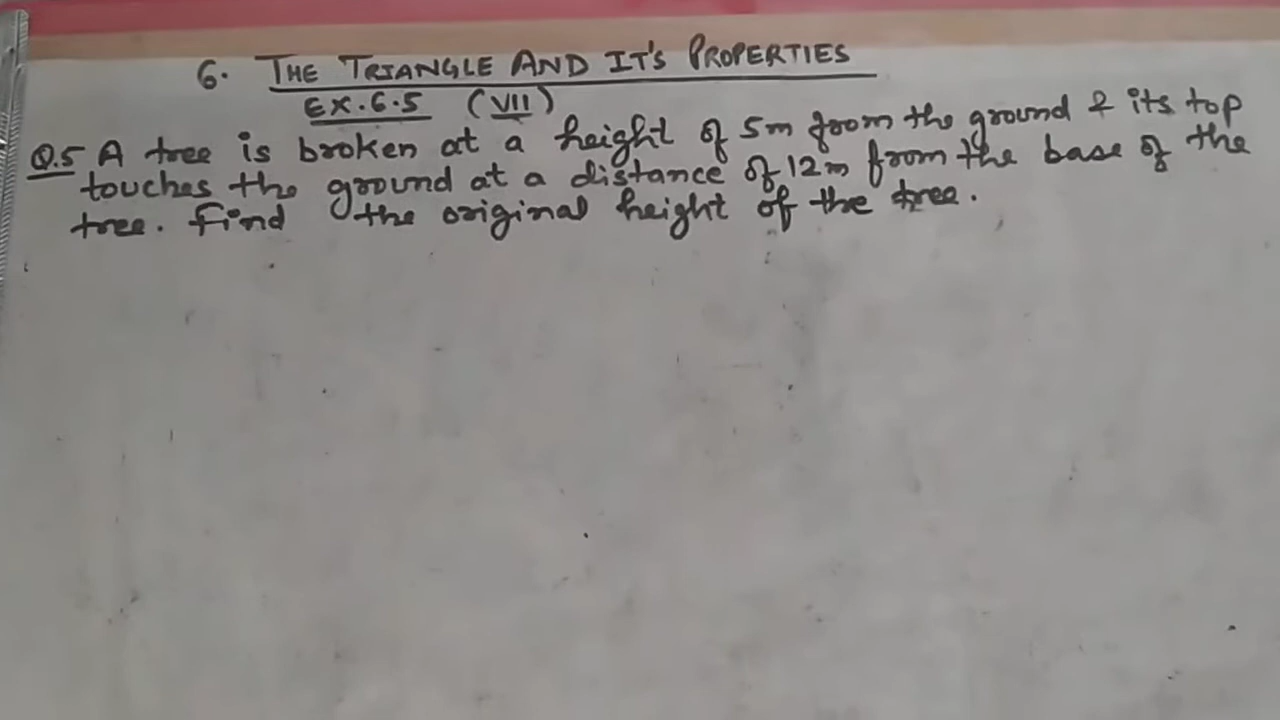 6. THE TRIANGLE AND IT'S PROPERTIES
EX.6.5 (VII)
Q.5 A tree is broken at a height of 5m from the ground & its top
touches the ground at a distance of 12m from the base of the
tree. Find the original height of the tree.